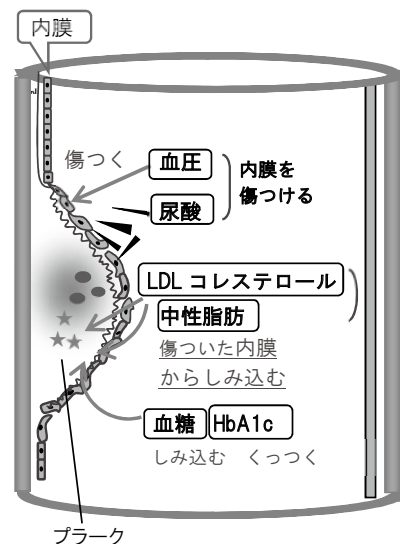 内膜
傷つく
血圧
尿酸
内膜を
傷つける
LDL コレステロール
中性脂肪
傷ついた内膜
からしみ込む
血糖 HbA1c
しみ込む くっつく
プラーク